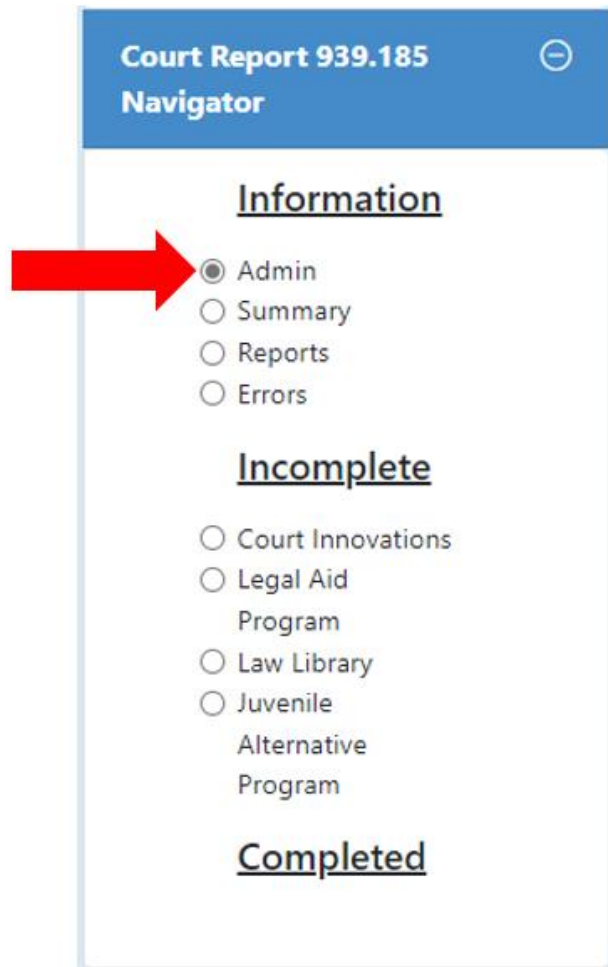 Court Report 939.185
Navigator
Information
Admin
Summary
Reports
Errors
Incomplete
Court Innovations
Legal Aid
Program
Law Library
Juvenile
Alternative
Program
Completed